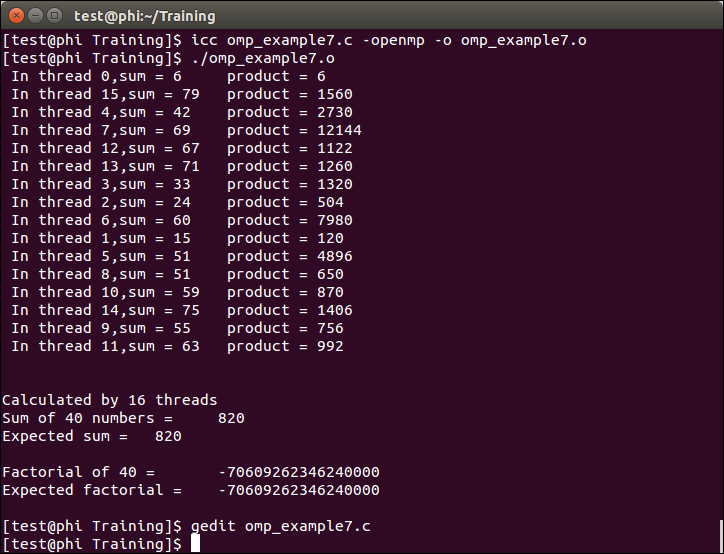 test@phi:~/Training
[test@phi Training]$ icc omp_example7.c -openmp -o omp_example7.o
[test@phi Training]$ ./omp_example7.o
In thread 0,sum = 6 product = 6
In thread 15,sum = 79 product = 1560
In thread 4,sum = 42 product = 2730
In thread 7,sum = 69 product = 12144
In thread 12,sum = 67 product = 1122
In thread 13,sum = 71 product = 1260
In thread 3,sum = 33 product = 1320
In thread 2,sum = 24 product = 504
In thread 6,sum = 60 product = 7980
In thread 1,sum = 15 product = 120
In thread 5,sum = 51 product = 4896
In thread 8,sum = 51 product = 650
In thread 10,sum = 59 product = 870
In thread 14,sum = 75 product = 1406
In thread 9,sum = 55 product = 756
In thread 11,sum = 63 product = 992
Calculated by 16 threads
Sum of 40 numbers = 820
Expected sum = 820
Factorial of 40 = -70609262346240000
Expected factorial = -70609262346240000
[test@phi Training]$ gedit omp_example7.c
[test@phi Training]$